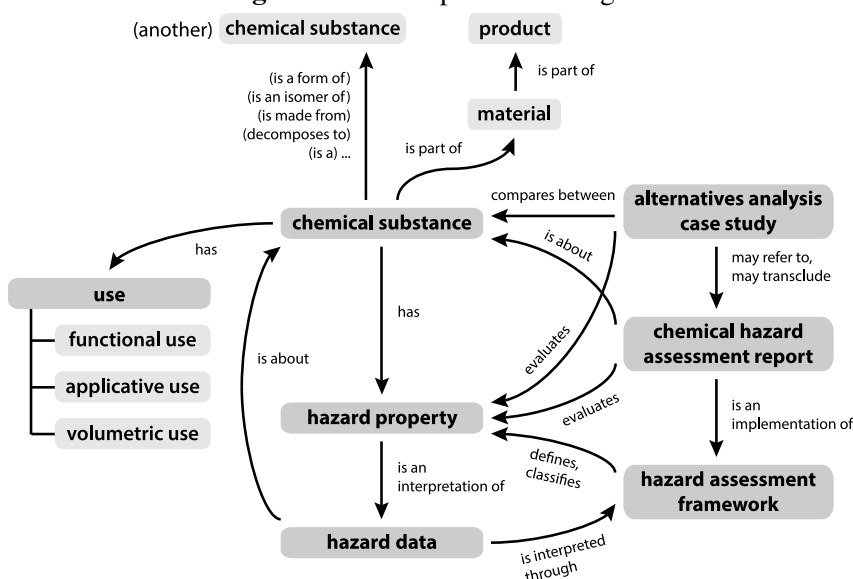 (another) chemical substance
product
(is a form of)
(is an isomer of)
(is made from)
(decomposes to)
(is a) ...
is part of
material
is part of
compares between
alternatives analysis
case study
chemical substance
has
is about
may refer to,
may transclude
use
has
chemical hazard
assessment report
functional use
is about
evaluates
applicative use
evaluates
is an
implementation of
hazard property
volumetric use
is an
interpretation of
defines,
classifies
hazard assessment
framework
hazard data
is interpreted
through